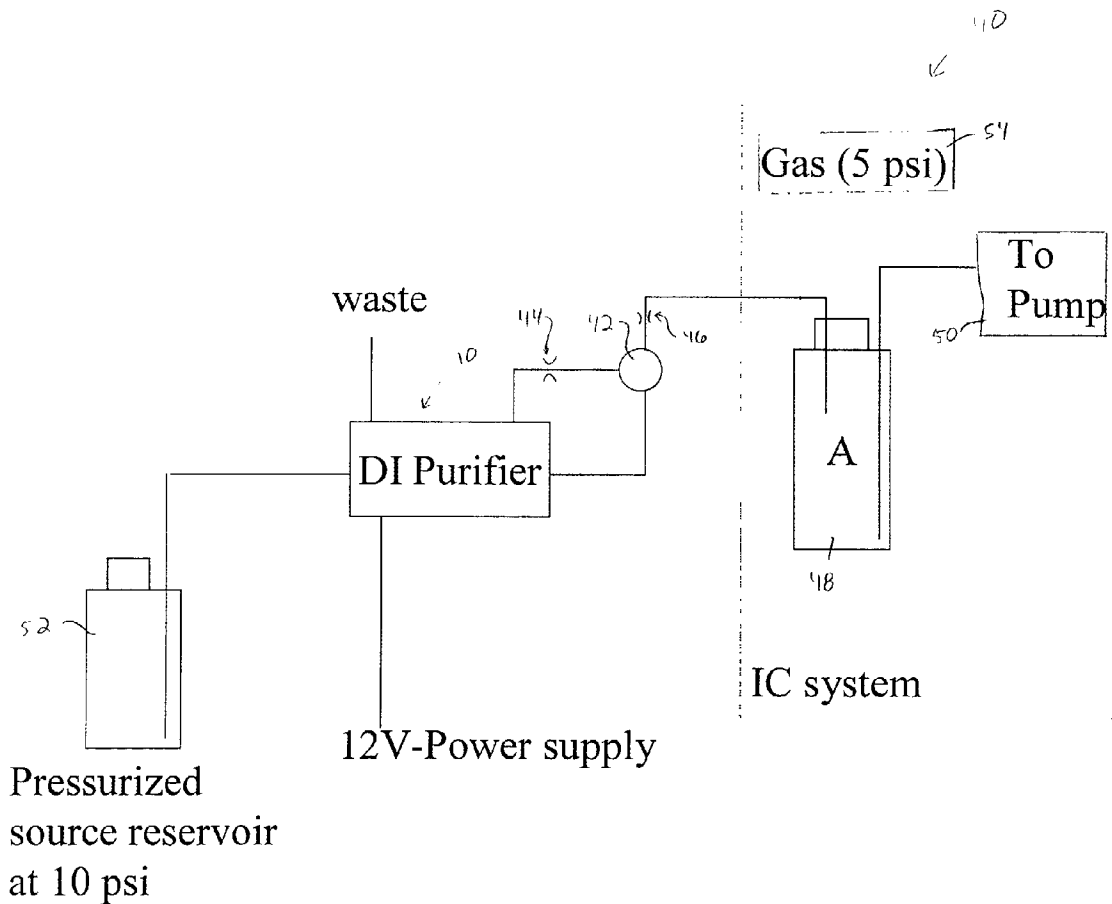 40
54
Gas (5 psi)
To
Pump
50
waste
44
42
46
10
DI Purifier
A
48
52
IC system
12V-Power supply
Pressurized
source reservoir
at 10 psi